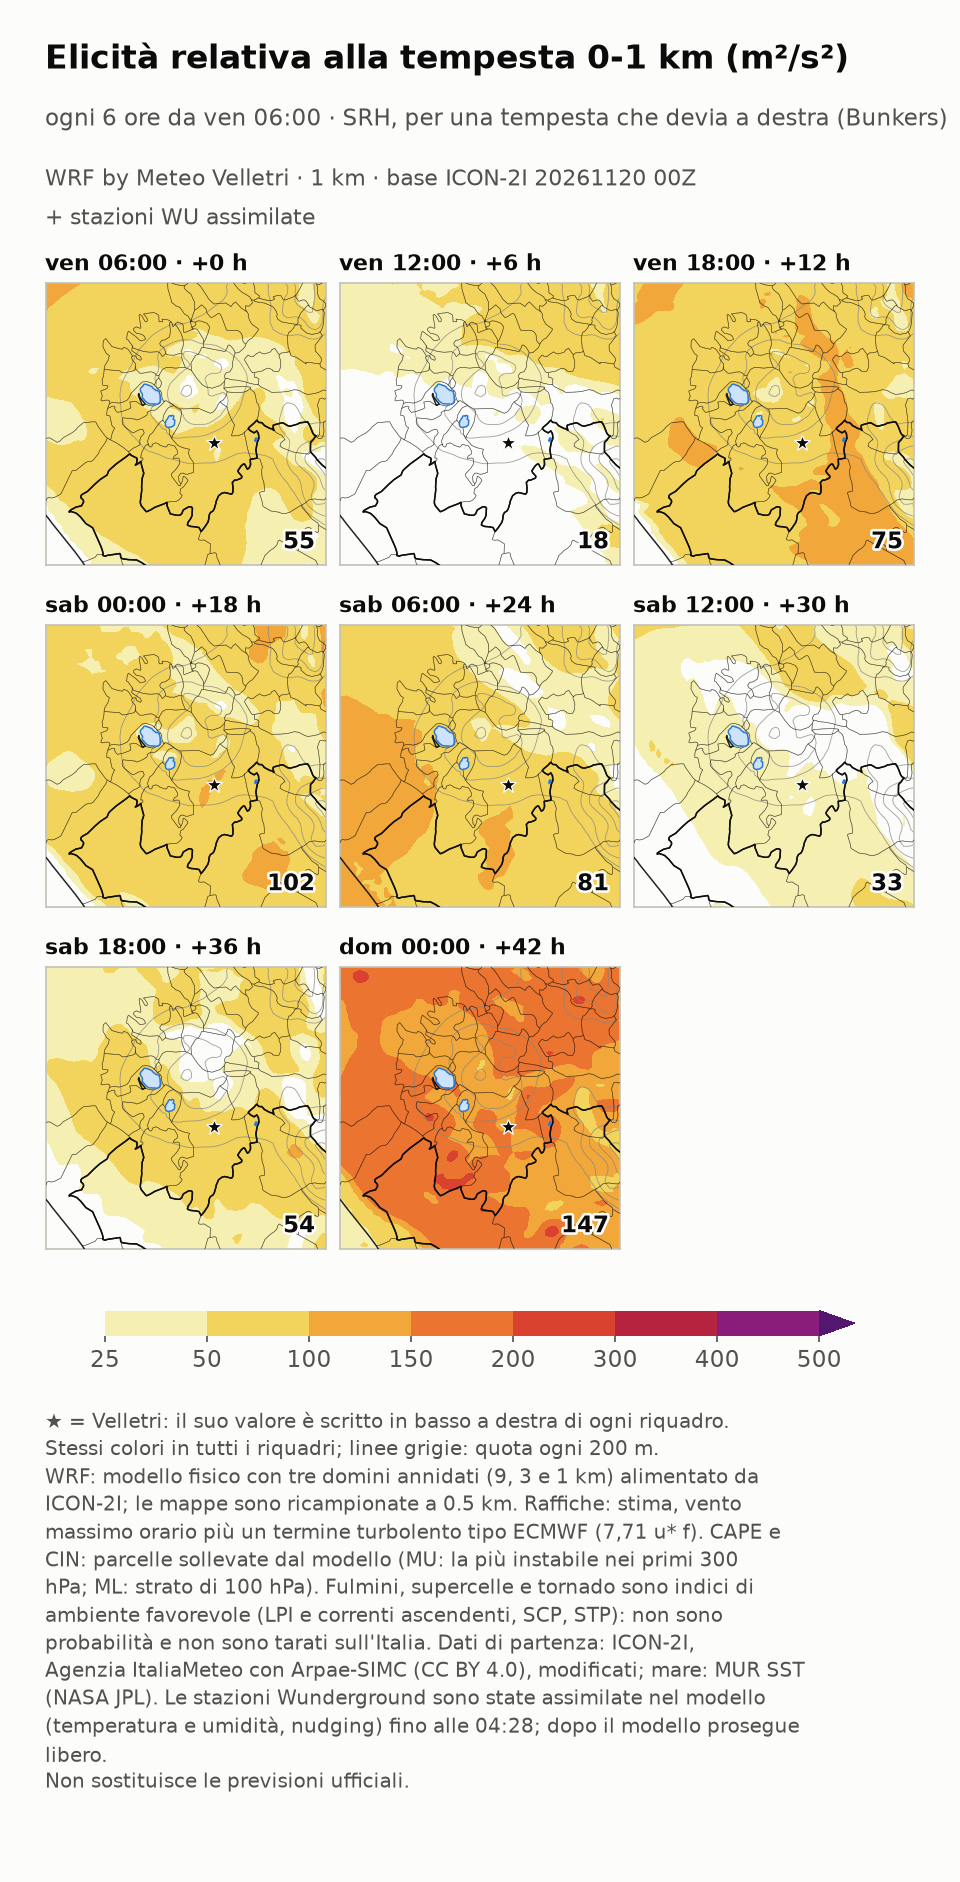 Elicità relativa alla tempesta 0-1 km (m²/s²)
ogni 6 ore da ven 06:00 · SRH, per una tempesta che devia a destra (Bunkers)
WRF by Meteo Velletri · 1 km · base ICON-2I 20261120 00Z
+ stazioni WU assimilate
ven 06:00 · +0 h
ven 12:00 · +6 h
ven 18:00 · +12 h
55
18
75
sab 00:00 · +18 h
sab 06:00 · +24 h
sab 12:00 · +30 h
102
81
33
sab 18:00 · +36 h
dom 00:00 · +42 h
54
147
25 50 100 150 200 300 400 500
★ = Velletri: il suo valore è scritto in basso a destra di ogni riquadro.
Stessi colori in tutti i riquadri; linee grigie: quota ogni 200 m.
WRF: modello fisico con tre domini annidati (9, 3 e 1 km) alimentato da
ICON-2I; le mappe sono ricampionate a 0.5 km. Raffiche: stima, vento
massimo orario più un termine turbolento tipo ECMWF (7,71 u* f). CAPE e
CIN: parcelle sollevate dal modello (MU: la più instabile nei primi 300
hPa; ML: strato di 100 hPa). Fulmini, supercelle e tornado sono indici di
ambiente favorevole (LPI e correnti ascendenti, SCP, STP): non sono
probabilità e non sono tarati sull'Italia. Dati di partenza: ICON-2I,
Agenzia ItaliaMeteo con Arpae-SIMC (CC BY 4.0), modificati; mare: MUR SST
(NASA JPL). Le stazioni Wunderground sono state assimilate nel modello
(temperatura e umidità, nudging) fino alle 04:28; dopo il modello prosegue
libero.
Non sostituisce le previsioni ufficiali.